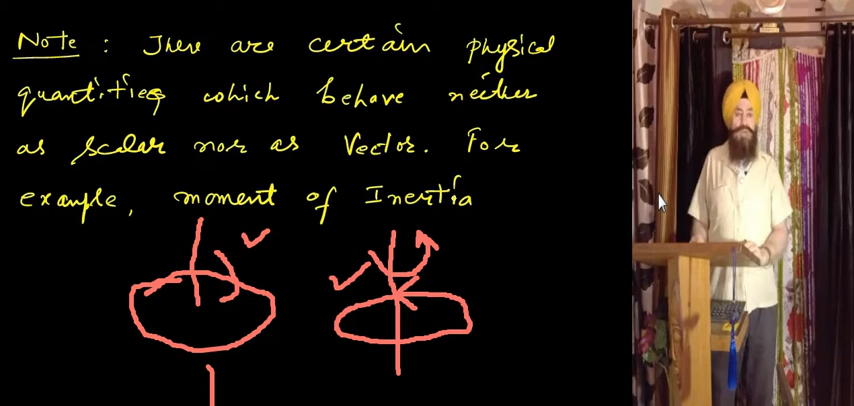 Note : There are certain physical
quantities which behave neither
as scalar nor as Vector. For
example, moment of Inertia